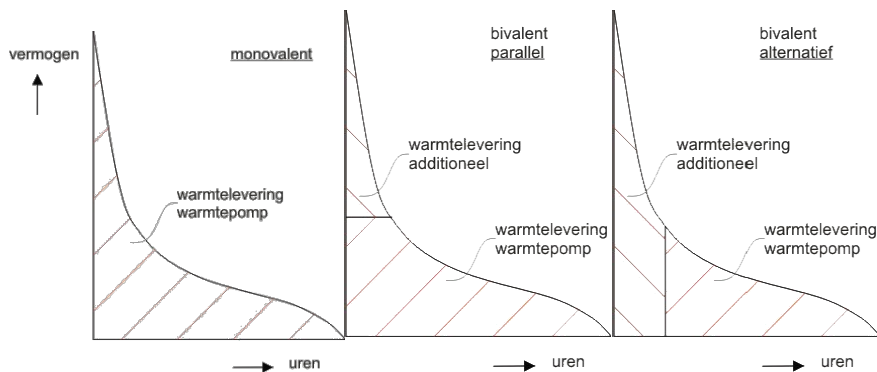 vermogen
monovalent
warmtelevering
warmtepomp
uren
bivalent
parallel
warmtelevering
additioneel
warmtelevering
warmtepomp
uren
bivalent
alternatief
warmtelevering
additioneel
warmtelevering
warmtepomp
uren